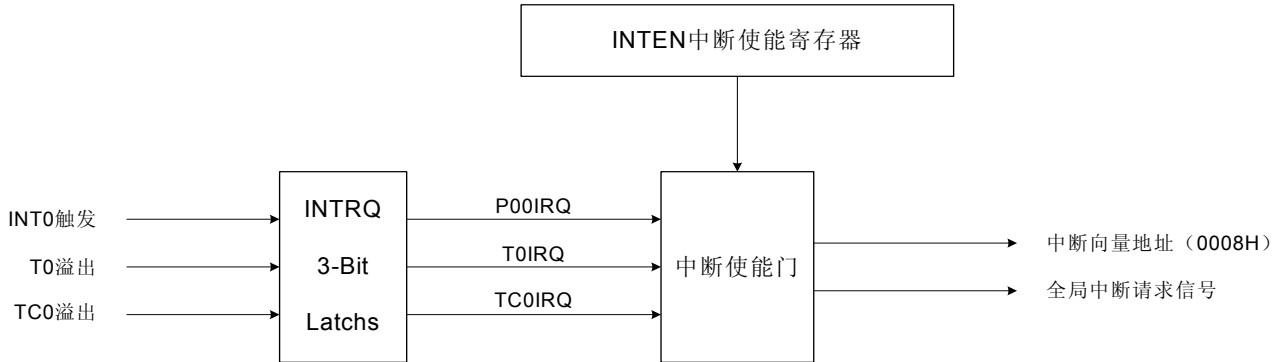 INTEN中断使能寄存器
INT0触发
T0溢出
TC0溢出
INTRQ
3-Bit
Latchs
P00IRQ
T0IRQ
TC0IRQ
中断使能门
中断向量地址（0008H）
全局中断请求信号